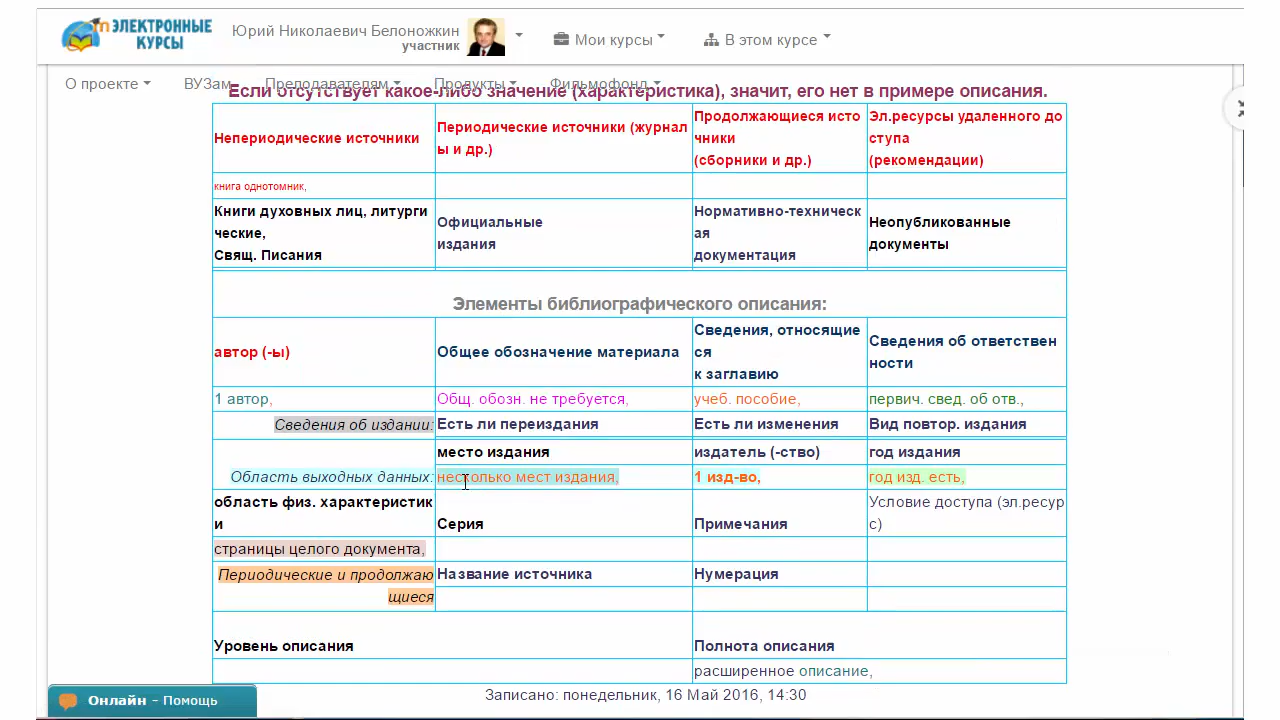 ЭЛЕКТРОННЫЕ
КУРСЫ
Юрий Николаевич Белоножкин
участник
Мои курсы
В этом курсе
О проекте
ВУЗам
Преподавателям
Продукты
Фильмофонд
Если отсутствует какое-либо значение (характеристика), значит, его нет в примере описания.
Непериодические источники
Периодические источники (журнал
ы и др.)
Продолжающиеся исто
чники
(сборники и др.)
Эл.ресурсы удаленного до
ступа
(рекомендации)
книга однотомник,
Книги духовных лиц, литурги
ческие,
Свящ. Писания
Официальные
издания
Нормативно-техническ
ая
документация
Неопубликованные
документы
Элементы библиографического описания:
автор (-ы)
Общее обозначение материала
Сведения, относящие
ся
к заглавию
Сведения об ответствен
ности
1 автор,
Общ. обозн. не требуется,
учеб. пособие,
первич. свед. об отв.,
Сведения об издании:
Есть ли переиздания
Есть ли изменения
Вид повтор. издания
место издания
издатель (-ство)
год издания
Область выходных данных:
несколько мест издания,
1 изд-во,
год изд. есть,
область физ. характеристик
и
Серия
Примечания
Условие доступа (эл.ресур
с)
страницы целого документа,
Периодические и продолжаю
щиеся
Название источника
Нумерация
Уровень описания
Полнота описания
расширенное описание,
Записано: понедельник, 16 Май 2016, 14:30
Онлайн – Помощь